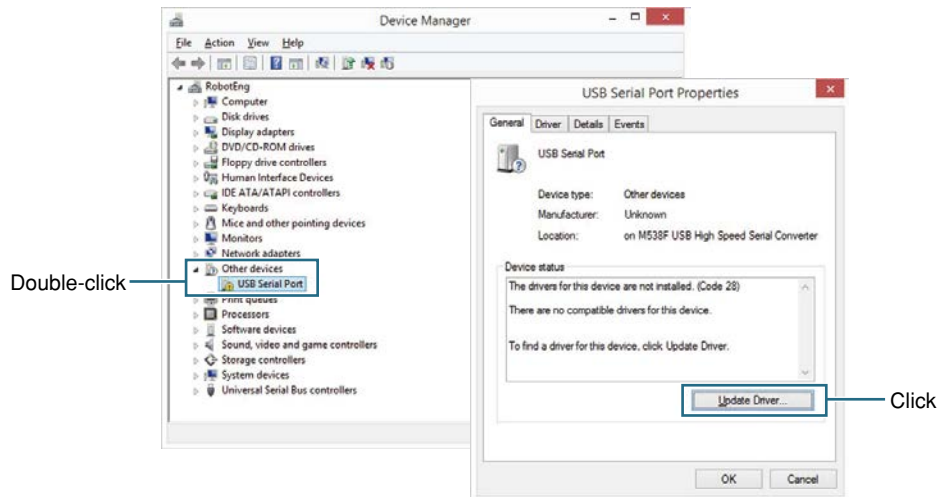 Device Manager
File Action View Help
RobotEng
Computer
Disk drives
Display adapters
DVD/CD-ROM drives
Floppy drive controllers
Human Interface Devices
IDE ATA/ATAPI controllers
Keyboards
Mice and other pointing devices
Monitors
Network adapters
Other devices
USB Serial Port
Print queues
Processors
Software devices
Sound, video and game controllers
Storage controllers
System devices
Universal Serial Bus controllers
Double-click
USB Serial Port Properties
General Driver Details Events
USB Serial Port
Device type: Other devices
Manufacturer: Unknown
Location: on M538F USB High Speed Serial Converter
Device status
The drivers for this device are not installed. (Code 28)
There are no compatible drivers for this device.
To find a driver for this device, click Update Driver.
Update Driver...
Click
OK Cancel